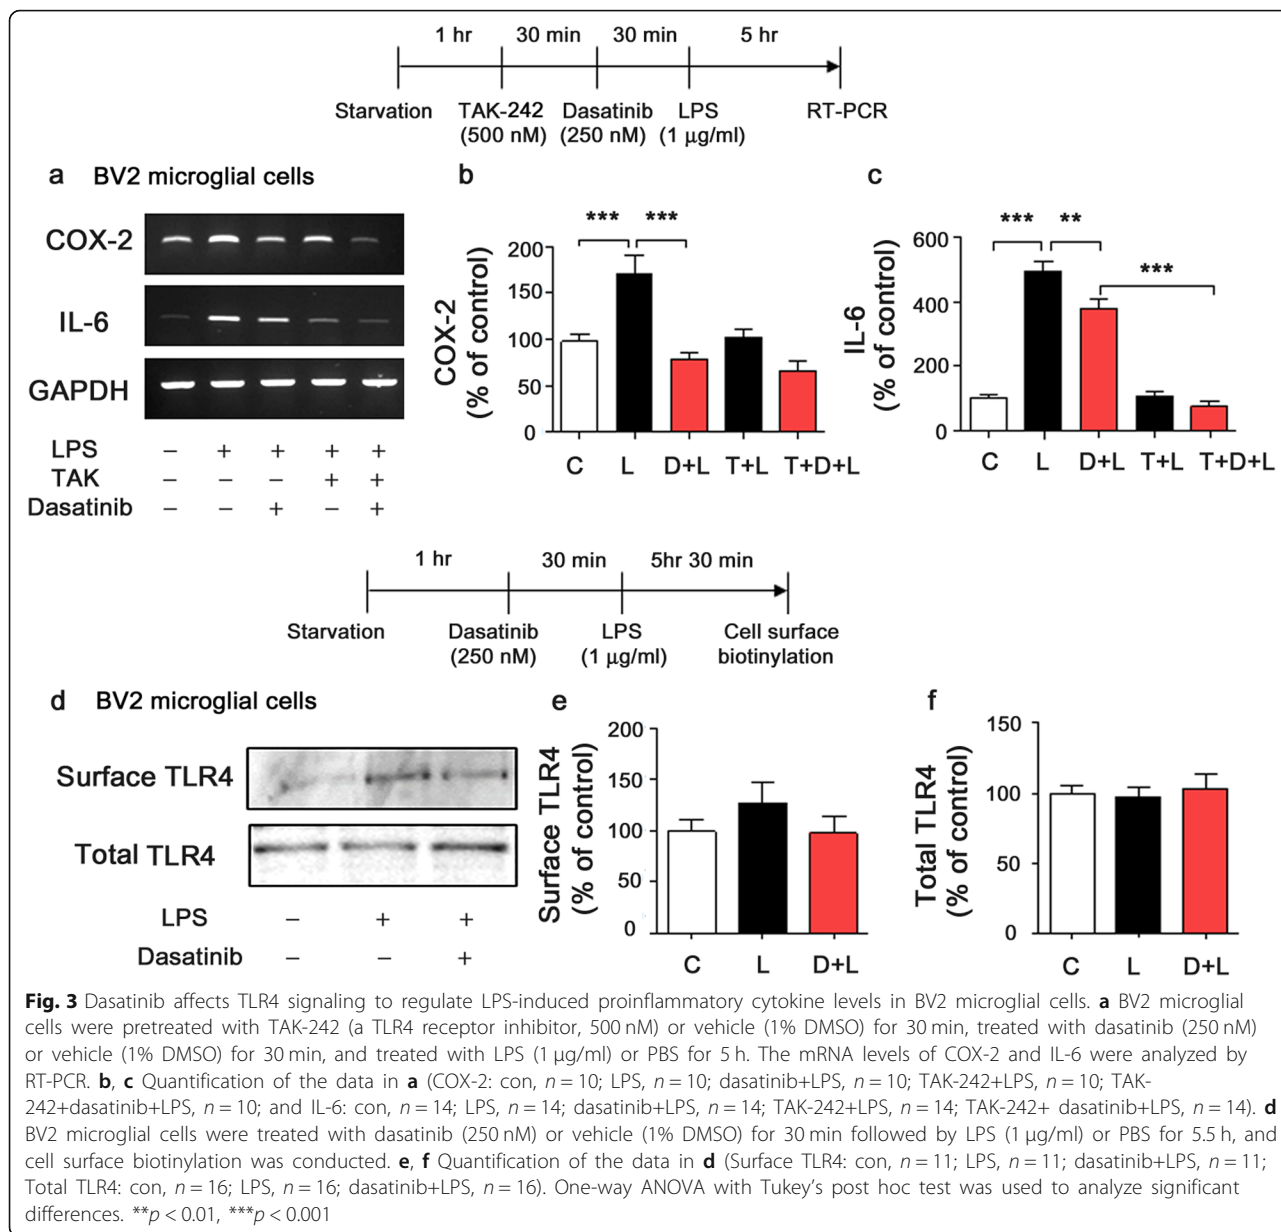 1 hr 30 min 30 min 5 hr
Starvation TAK-242 Dasatinib LPS RT-PCR
(500 nM) (250 nM) (1 µg/ml)
a BV2 microglial cells
COX-2
IL-6
GAPDH
LPS – + + + +
TAK – – – + +
Dasatinib – – + – +
b
*** ***
COX-2
(% of control)
200
150
100
50
0
C L D+L T+L T+D+L
c
*** **
***
IL-6
(% of control)
600
400
200
0
C L D+L T+L T+D+L
1 hr 30 min 5hr 30 min
Starvation Dasatinib LPS Cell surface
(250 nM) (1 µg/ml) biotinylation
d BV2 microglial cells
Surface TLR4
Total TLR4
LPS – + +
Dasatinib – – +
e
Surface TLR4
(% of control)
200
150
100
50
0
C L D+L
f
Total TLR4
(% of control)
150
100
50
0
C L D+L
Fig. 3 Dasatinib affects TLR4 signaling to regulate LPS-induced proinflammatory cytokine levels in BV2 microglial cells. a BV2 microglial
cells were pretreated with TAK-242 (a TLR4 receptor inhibitor, 500 nM) or vehicle (1% DMSO) for 30 min, treated with dasatinib (250 nM)
or vehicle (1% DMSO) for 30 min, and treated with LPS (1 µg/ml) or PBS for 5 h. The mRNA levels of COX-2 and IL-6 were analyzed by
RT-PCR. b, c Quantification of the data in a (COX-2: con, n = 10; LPS, n = 10; dasatinib+LPS, n = 10; TAK-242+LPS, n = 10; TAK-
242+dasatinib+LPS, n = 10; and IL-6: con, n = 14; LPS, n = 14; dasatinib+LPS, n = 14; TAK-242+LPS, n = 14; TAK-242+ dasatinib+LPS, n = 14). d
BV2 microglial cells were treated with dasatinib (250 nM) or vehicle (1% DMSO) for 30 min followed by LPS (1 µg/ml) or PBS for 5.5 h, and
cell surface biotinylation was conducted. e, f Quantification of the data in d (Surface TLR4: con, n = 11; LPS, n = 11; dasatinib+LPS, n = 11;
Total TLR4: con, n = 16; LPS, n = 16; dasatinib+LPS, n = 16). One-way ANOVA with Tukey's post hoc test was used to analyze significant
differences. **p < 0.01, ***p < 0.001